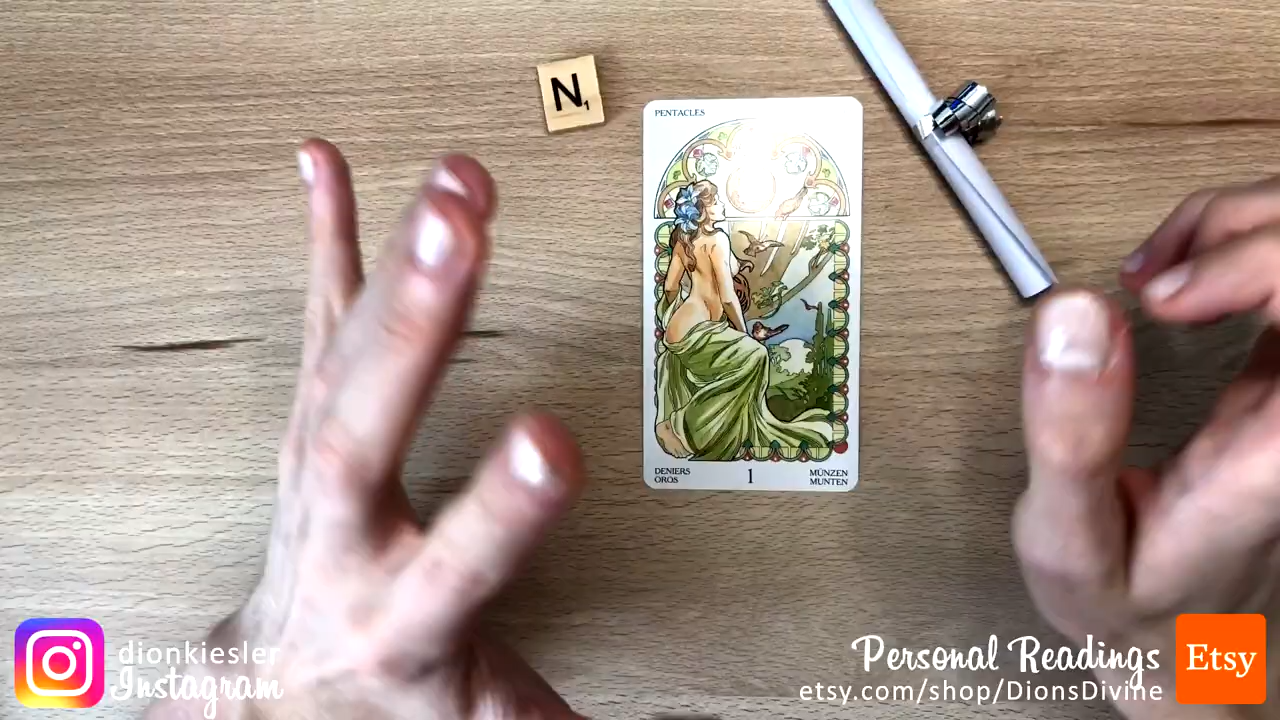 N1
PENTACLES
DENIERS
OROS
1
MÜNZEN
MUNTEN
dionkiesler
Instagram
Personal Readings
etsy.com/shop/DionsDivine
Etsy